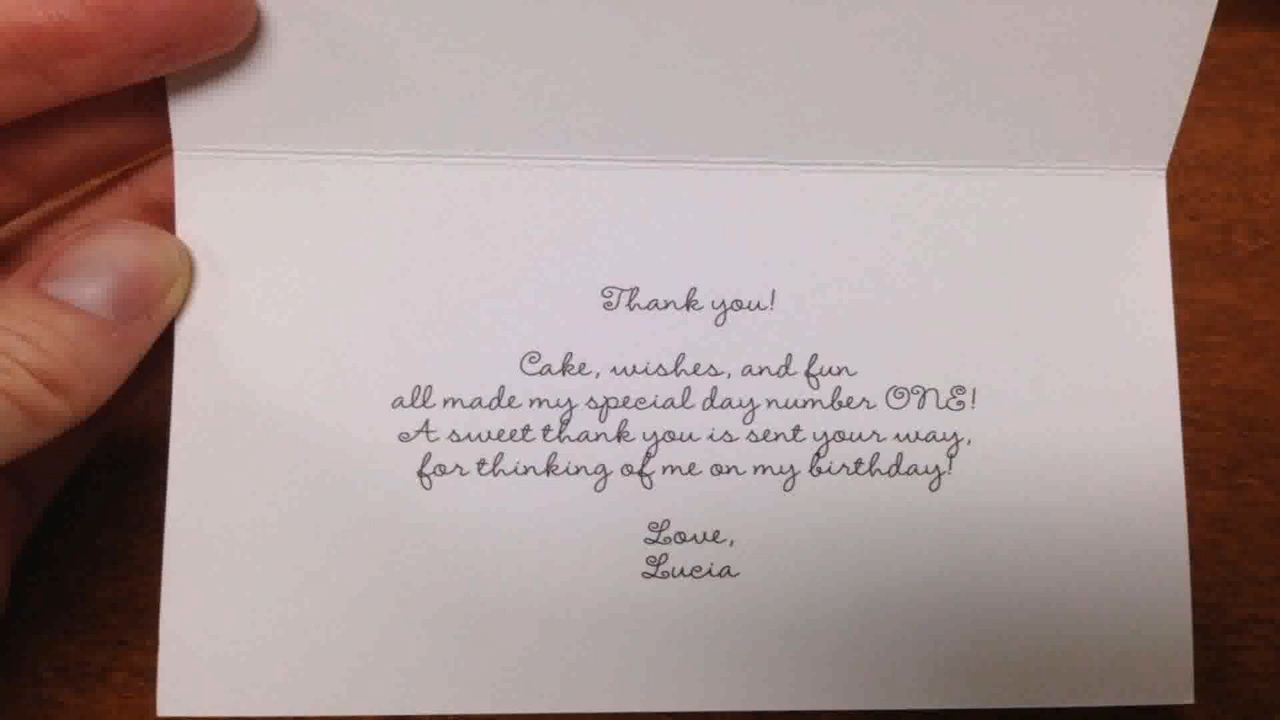 Thank you!
Cake, wishes, and fun
all made my special day number ONE!
A sweet thank you is sent your way,
for thinking of me on my birthday!
Love,
Lucia